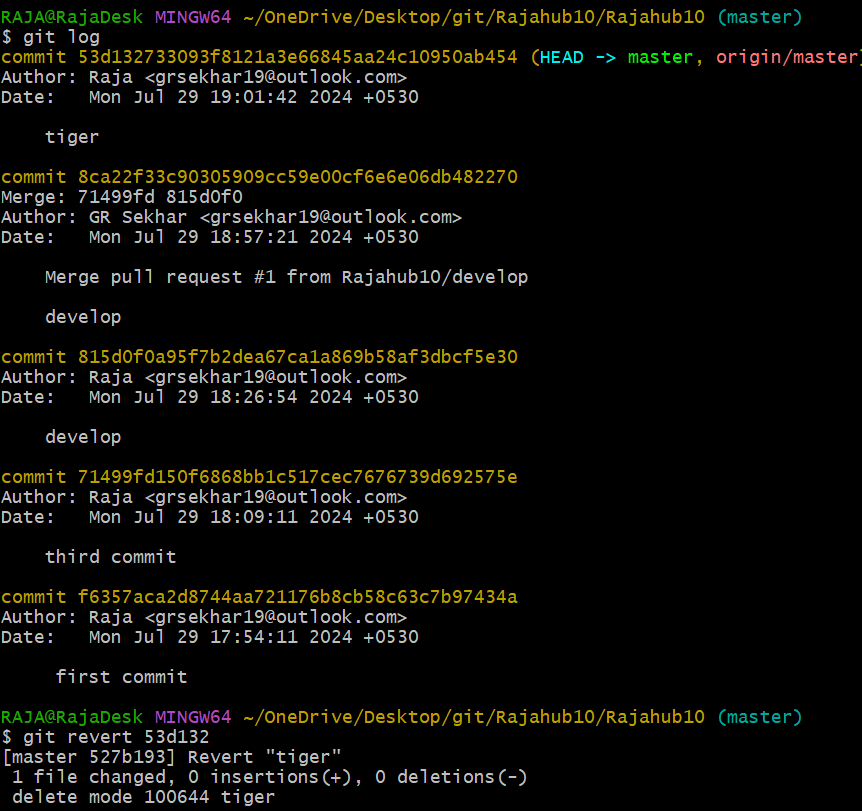 RAJA@RajaDesk MINGW64 ~/OneDrive/Desktop/git/Rajahub10/Rajahub10 (master)
$ git log
commit 53d132733093f8121a3e66845aa24c10950ab454 (HEAD -> master, origin/master)
Author: Raja <grsekhar19@outlook.com>
Date:   Mon Jul 29 19:01:42 2024 +0530
    tiger
commit 8ca22f33c90305909cc59e00cf6e6e06db482270
Merge: 71499fd 815d0f0
Author: GR Sekhar <grsekhar19@outlook.com>
Date:   Mon Jul 29 18:57:21 2024 +0530
    Merge pull request #1 from Rajahub10/develop
    develop
commit 815d0f0a95f7b2dea67ca1a869b58af3dbcf5e30
Author: Raja <grsekhar19@outlook.com>
Date:   Mon Jul 29 18:26:54 2024 +0530
    develop
commit 71499fd150f6868bb1c517cec7676739d692575e
Author: Raja <grsekhar19@outlook.com>
Date:   Mon Jul 29 18:09:11 2024 +0530
    third commit
commit f6357aca2d8744aa721176b8cb58c63c7b97434a
Author: Raja <grsekhar19@outlook.com>
Date:   Mon Jul 29 17:54:11 2024 +0530
     first commit
RAJA@RajaDesk MINGW64 ~/OneDrive/Desktop/git/Rajahub10/Rajahub10 (master)
$ git revert 53d132
[master 527b193] Revert "tiger"
 1 file changed, 0 insertions(+), 0 deletions(-)
 delete mode 100644 tiger